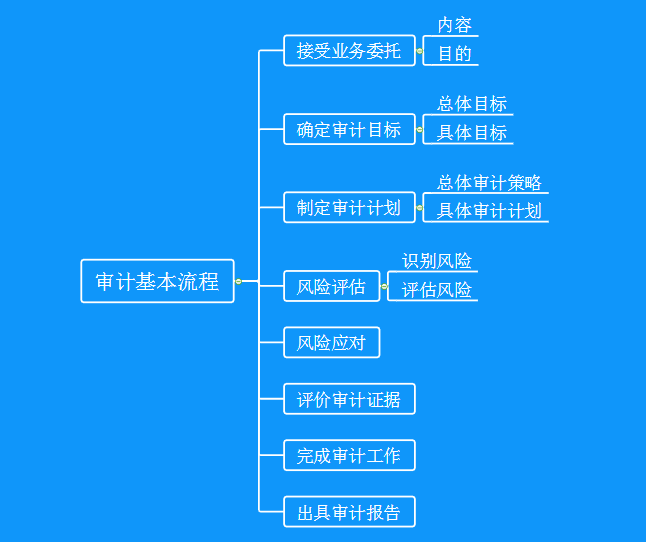 审计基本流程
接受业务委托
内容
目的
确定审计目标
总体目标
具体目标
制定审计计划
总体审计策略
具体审计计划
风险评估
识别风险
评估风险
风险应对
评价审计证据
完成审计工作
出具审计报告